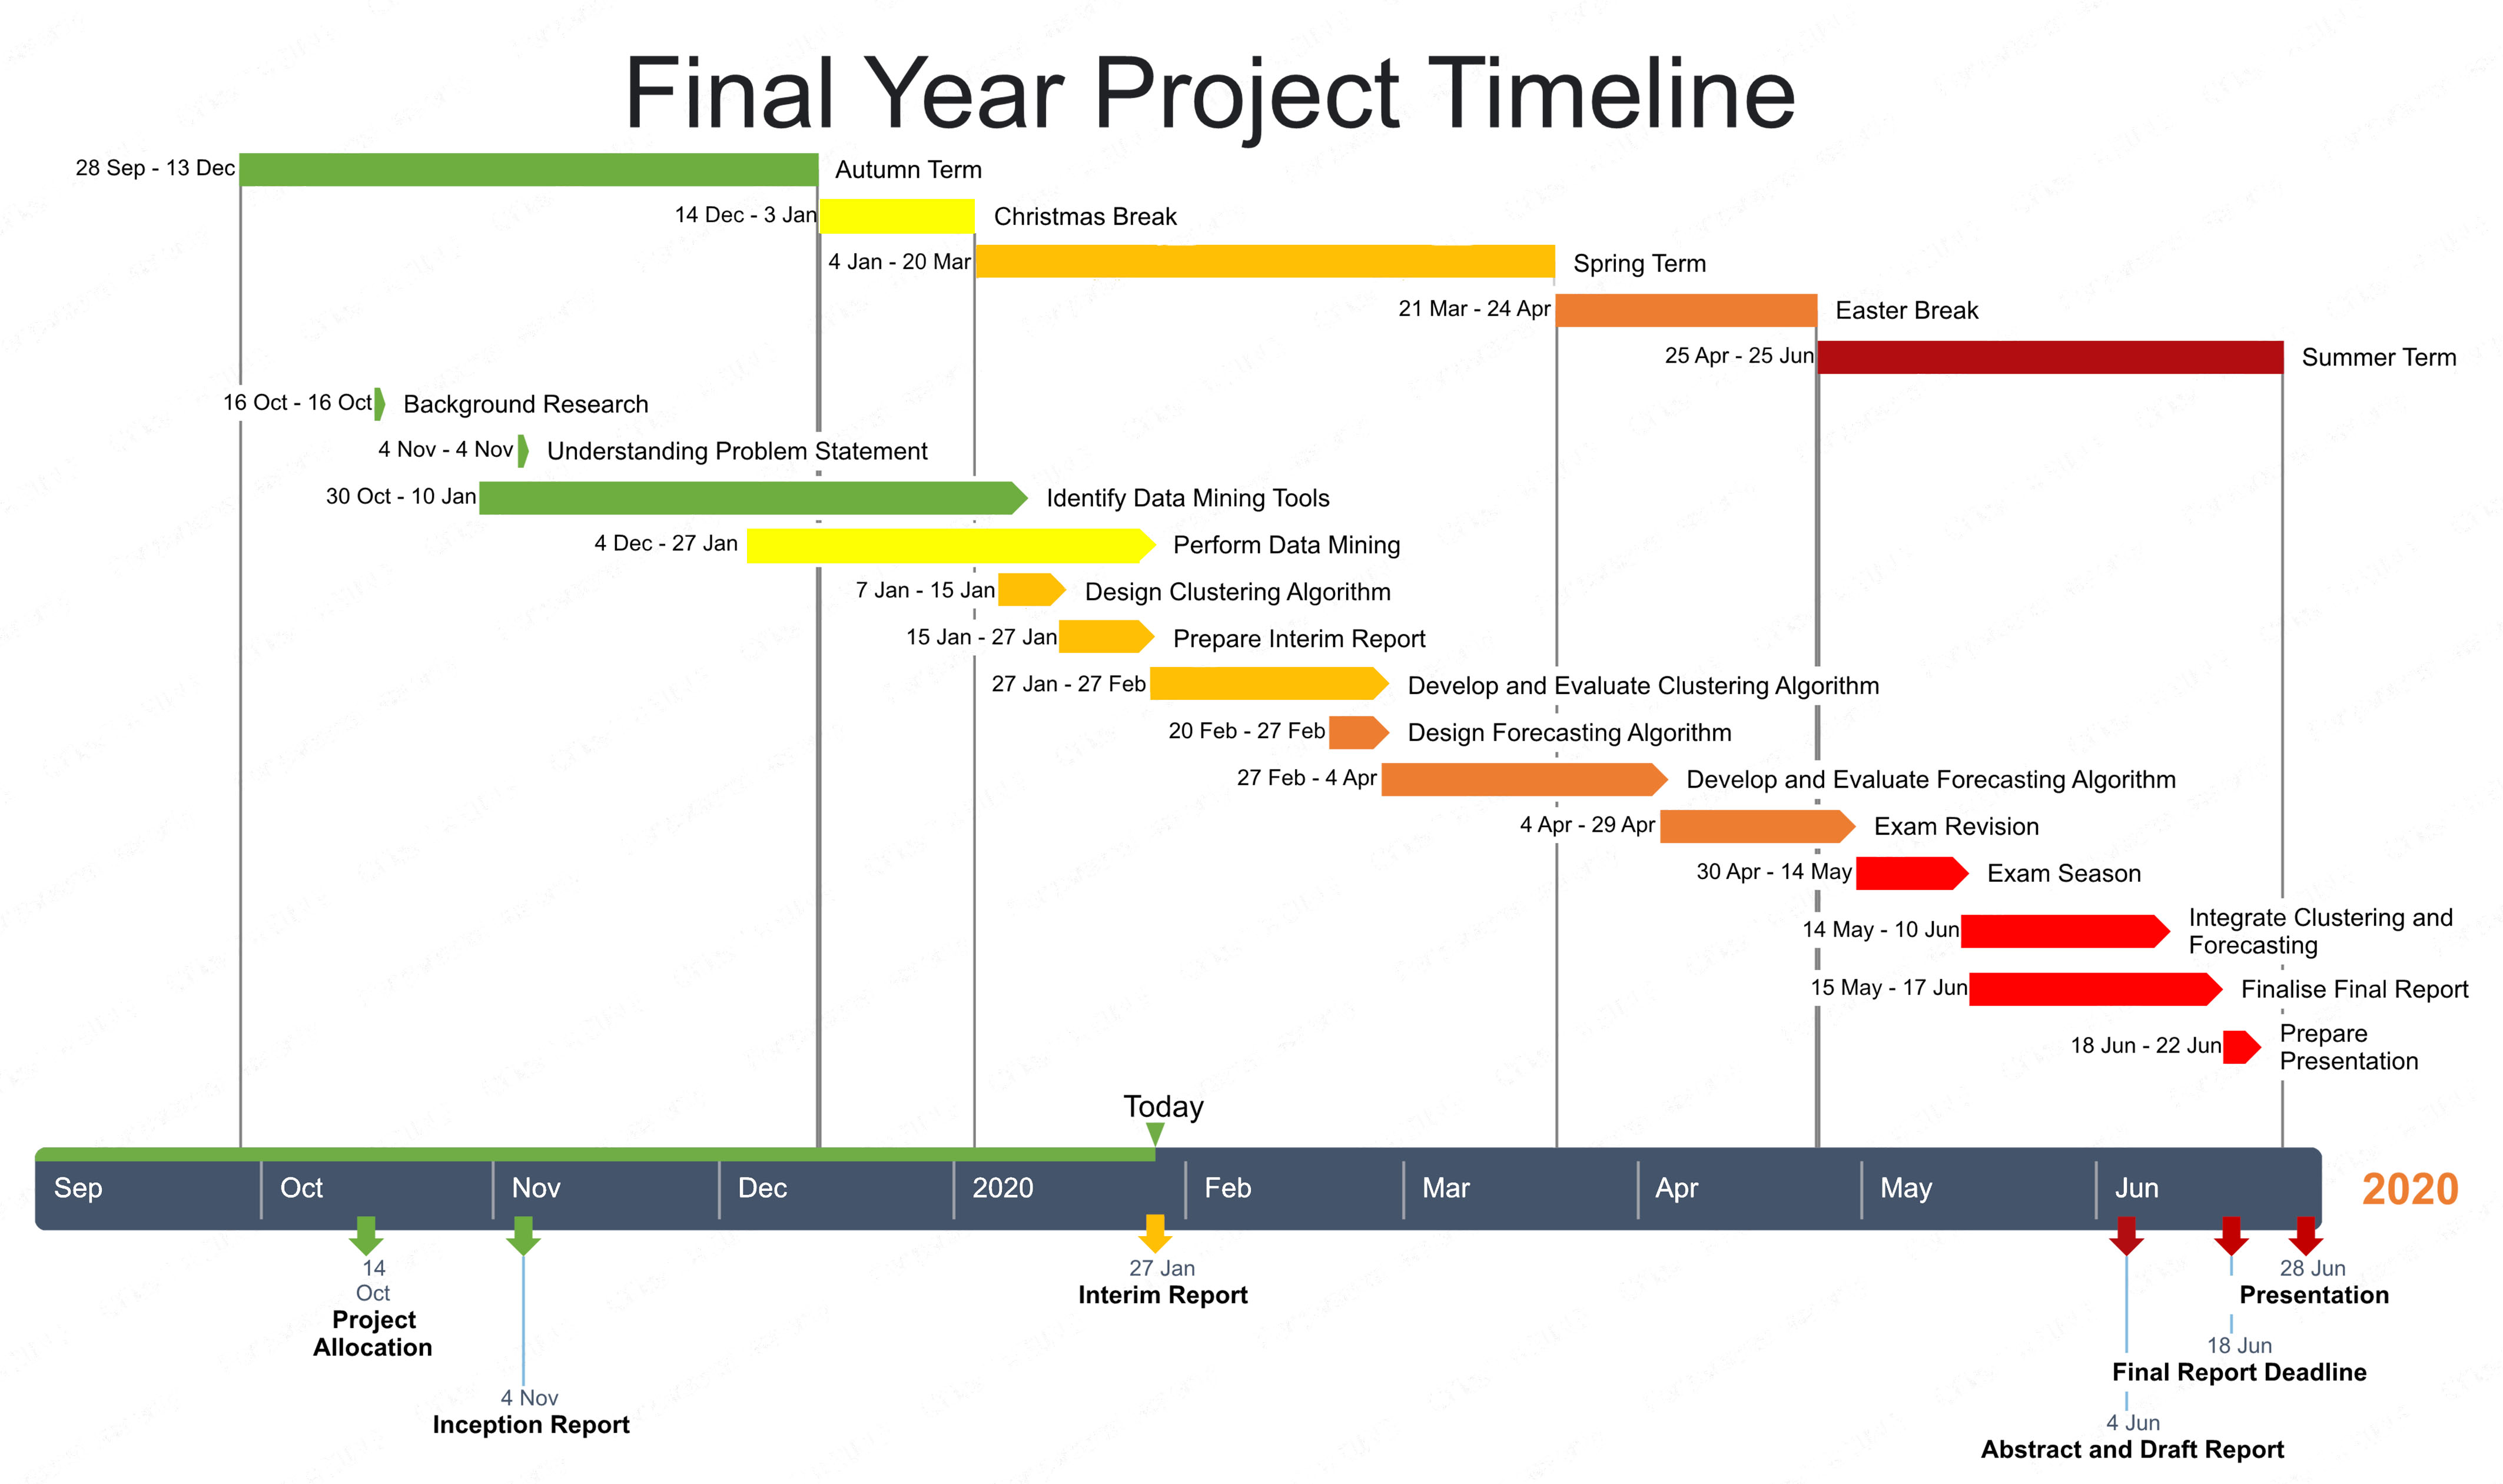 Final Year Project Timeline
28 Sep - 13 Dec Autumn Term
14 Dec - 3 Jan Christmas Break
4 Jan - 20 Mar Spring Term
21 Mar - 24 Apr Easter Break
25 Apr - 25 Jun Summer Term
16 Oct - 16 Oct Background Research
4 Nov - 4 Nov Understanding Problem Statement
30 Oct - 10 Jan Identify Data Mining Tools
4 Dec - 27 Jan Perform Data Mining
7 Jan - 15 Jan Design Clustering Algorithm
15 Jan - 27 Jan Prepare Interim Report
27 Jan - 27 Feb Develop and Evaluate Clustering Algorithm
20 Feb - 27 Feb Design Forecasting Algorithm
27 Feb - 4 Apr Develop and Evaluate Forecasting Algorithm
4 Apr - 29 Apr Exam Revision
30 Apr - 14 May Exam Season
14 May - 10 Jun Integrate Clustering and
Forecasting
15 May - 17 Jun Finalise Final Report
18 Jun - 22 Jun Prepare
Presentation
Today
Sep Oct Nov Dec 2020 Feb Mar Apr May Jun 2020
14
Oct
Project
Allocation
4 Nov
Inception Report
27 Jan
Interim Report
28 Jun
Presentation
18 Jun
Final Report Deadline
4 Jun
Abstract and Draft Report